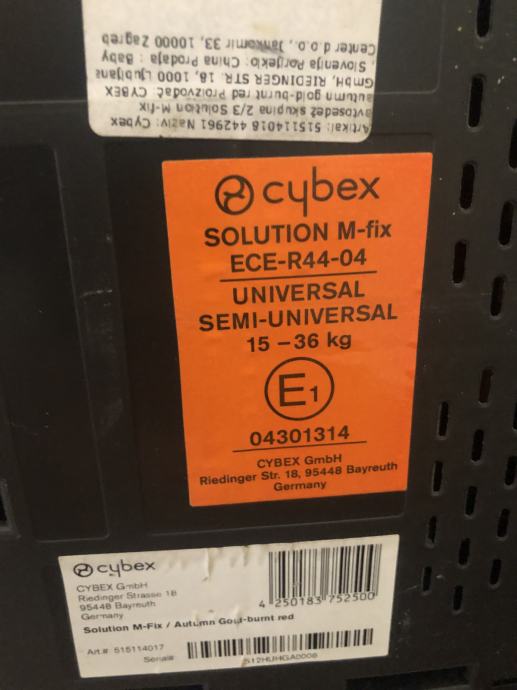 Artikal: 515114018 442961 Naziv: Cybex
avtosedež skupina 2/3 Solution M-fix
autumn gold-burnt red Proizvođač: CYBEX
GmbH, RIEDINGER STR. 18, 1000 Ljubljana
, Slovenija Porijeklo: China Prodaja : Baby
Center d.o.o., Jankomir 33, 10000 Zagreb
cybex
SOLUTION M-fix
ECE-R44-04
UNIVERSAL
SEMI-UNIVERSAL
15 – 36 kg
E1
04301314
CYBEX GmbH
Riedinger Str. 18, 95448 Bayreuth
Germany
cybex
CYBEX GmbH
Riedinger Strasse 18
95448 Bayreuth
Germany
4 250183 752500
Solution M-Fix / Autumn Gold-burnt red
Art.# 515114017
Serial#